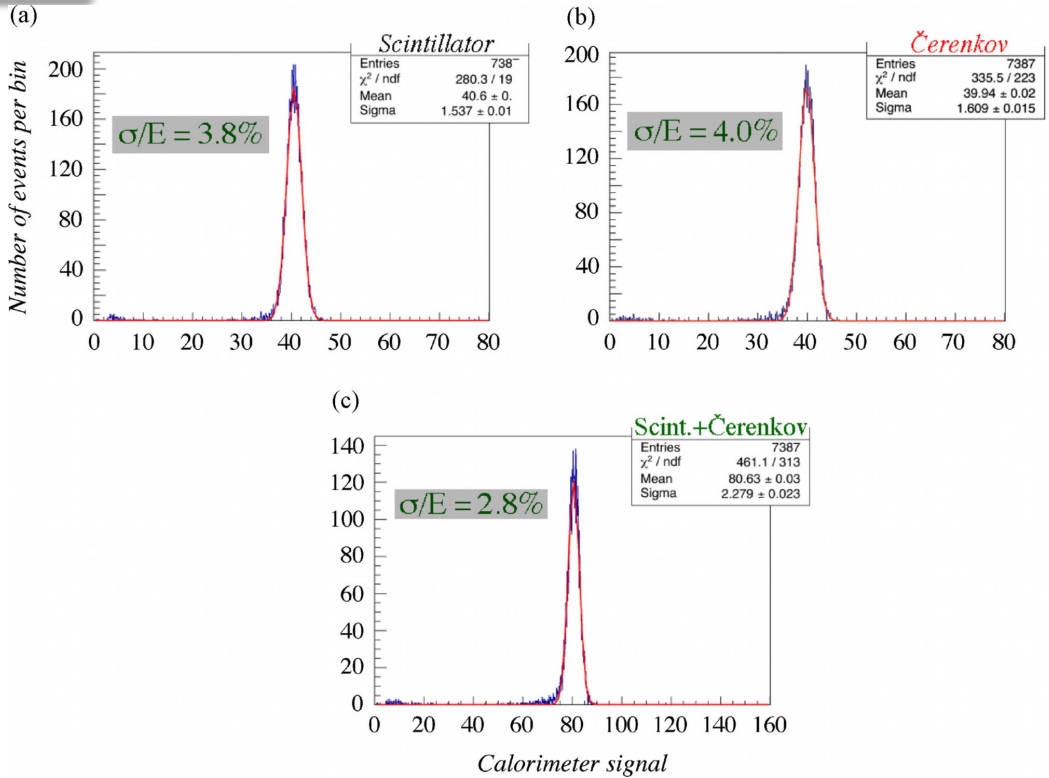 (a)
Scintillator
Entries 738
χ² / ndf 280.3 / 19
Mean 40.6 ± 0.
Sigma 1.537 ± 0.01
σ/E = 3.8%
Number of events per bin
200
160
120
80
40
0
0 10 20 30 40 50 60 70 80
(b)
Čerenkov
Entries 7387
χ² / ndf 335.5 / 223
Mean 39.94 ± 0.02
Sigma 1.609 ± 0.015
σ/E = 4.0%
200
160
120
80
40
0
0 10 20 30 40 50 60 70 80
(c)
Scint.+Čerenkov
Entries 7387
χ² / ndf 461.1 / 313
Mean 80.63 ± 0.03
Sigma 2.279 ± 0.023
σ/E = 2.8%
140
120
100
80
60
40
20
0
0 20 40 60 80 100 120 140 160
Calorimeter signal